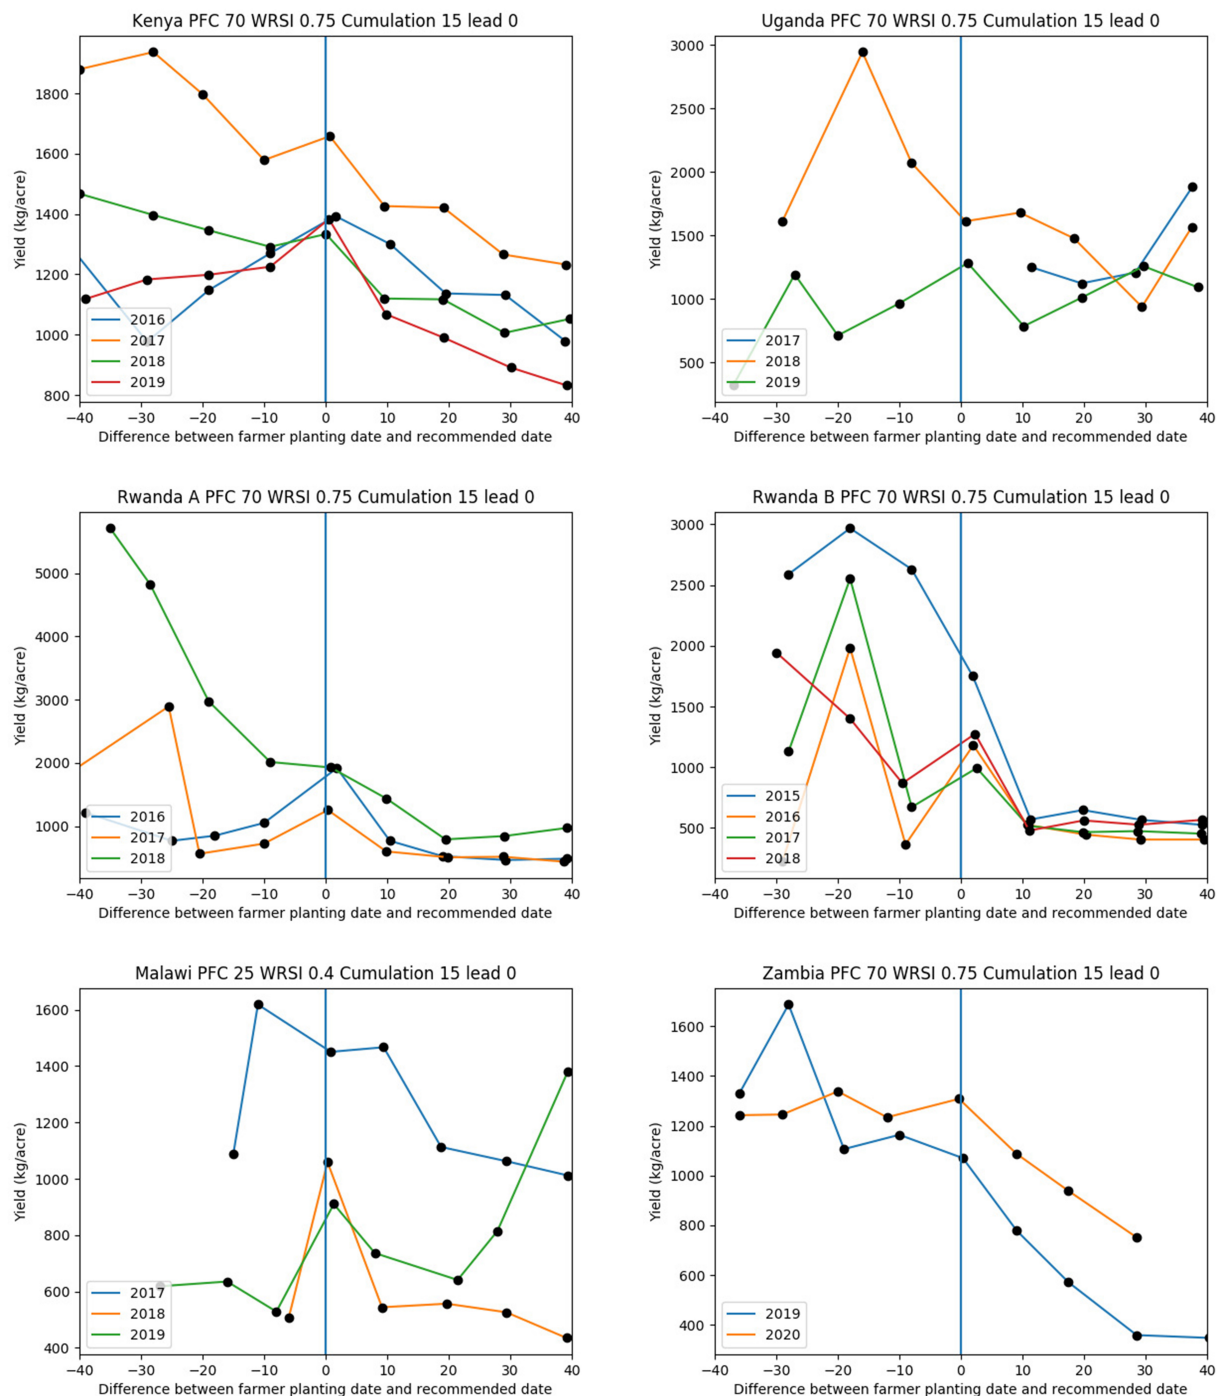 Kenya PFC 70 WRSI 0.75 Cumulation 15 lead 0
Yield (kg/acre)
1800
1600
1400
1200
1000
800
2016
2017
2018
2019
−40 −30 −20 −10 0 10 20 30 40
Difference between farmer planting date and recommended date
Uganda PFC 70 WRSI 0.75 Cumulation 15 lead 0
Yield (kg/acre)
3000
2500
2000
1500
1000
500
2017
2018
2019
−40 −30 −20 −10 0 10 20 30 40
Difference between farmer planting date and recommended date
Rwanda A PFC 70 WRSI 0.75 Cumulation 15 lead 0
Yield (kg/acre)
5000
4000
3000
2000
1000
2016
2017
2018
−40 −30 −20 −10 0 10 20 30 40
Difference between farmer planting date and recommended date
Rwanda B PFC 70 WRSI 0.75 Cumulation 15 lead 0
Yield (kg/acre)
3000
2500
2000
1500
1000
500
2015
2016
2017
2018
−40 −30 −20 −10 0 10 20 30 40
Difference between farmer planting date and recommended date
Malawi PFC 25 WRSI 0.4 Cumulation 15 lead 0
Yield (kg/acre)
1600
1400
1200
1000
800
600
400
2017
2018
2019
−40 −30 −20 −10 0 10 20 30 40
Difference between farmer planting date and recommended date
Zambia PFC 70 WRSI 0.75 Cumulation 15 lead 0
Yield (kg/acre)
1600
1400
1200
1000
800
600
400
2019
2020
−40 −30 −20 −10 0 10 20 30 40
Difference between farmer planting date and recommended date